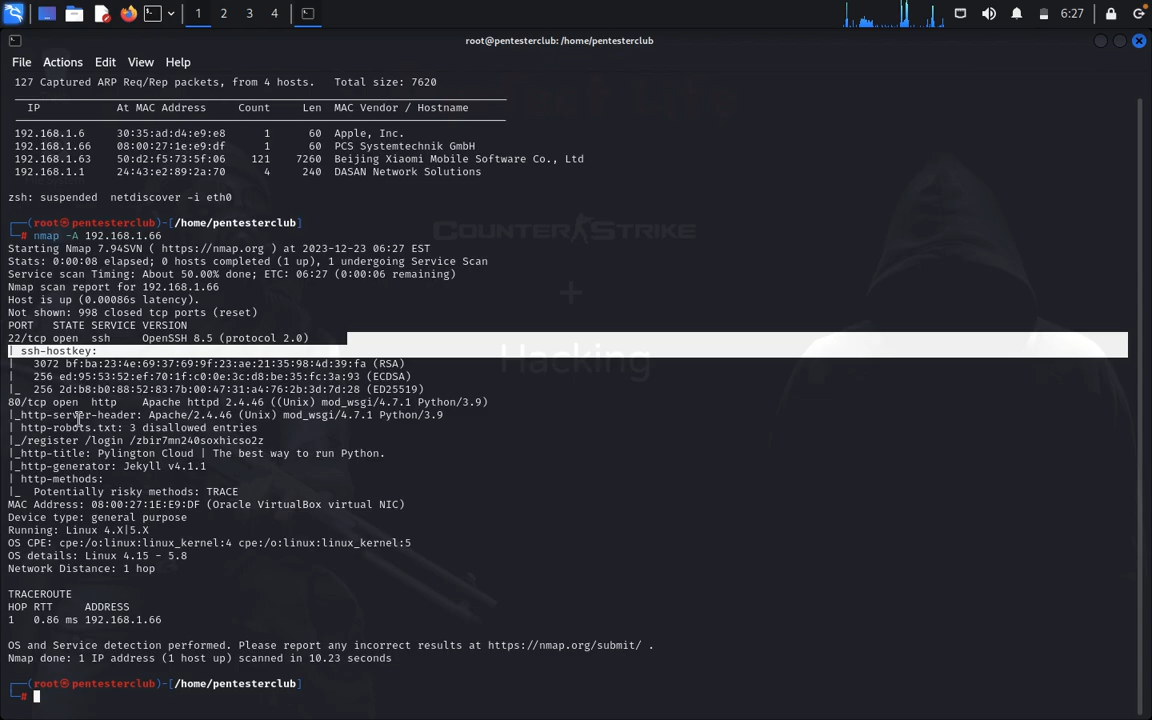 1 2 3 4 6:27
root@pentesterclub: /home/pentesterclub
File Actions Edit View Help
127 Captured ARP Req/Rep packets, from 4 hosts. Total size: 7620
IP At MAC Address Count Len MAC Vendor / Hostname
192.168.1.6 30:35:ad:d4:e9:e8 1 60 Apple, Inc.
192.168.1.66 08:00:27:1e:e9:df 1 60 PCS Systemtechnik GmbH
192.168.1.63 50:d2:f5:73:5f:06 121 7260 Beijing Xiaomi Mobile Software Co., Ltd
192.168.1.1 24:43:e2:89:2a:70 4 240 DASAN Network Solutions
zsh: suspended netdiscover -i eth0
┌──(root㉿pentesterclub)-[/home/pentesterclub]
└─# nmap -A 192.168.1.66
Starting Nmap 7.94SVN ( https://nmap.org ) at 2023-12-23 06:27 EST
Stats: 0:00:08 elapsed; 0 hosts completed (1 up), 1 undergoing Service Scan
Service scan Timing: About 50.00% done; ETC: 06:27 (0:00:06 remaining)
Nmap scan report for 192.168.1.66
Host is up (0.00086s latency).
Not shown: 998 closed tcp ports (reset)
PORT STATE SERVICE VERSION
22/tcp open ssh OpenSSH 8.5 (protocol 2.0)
| ssh-hostkey:
| 3072 bf:ba:23:4e:69:37:69:9f:23:ae:21:35:98:4d:39:fa (RSA)
| 256 ed:95:53:52:ef:70:1f:c0:0e:3c:d8:be:35:fc:3a:93 (ECDSA)
|_ 256 2d:b8:b0:88:52:83:7b:00:47:31:a4:76:2b:3d:7d:28 (ED25519)
80/tcp open http Apache httpd 2.4.46 ((Unix) mod_wsgi/4.7.1 Python/3.9)
|_http-server-header: Apache/2.4.46 (Unix) mod_wsgi/4.7.1 Python/3.9
| http-robots.txt: 3 disallowed entries
|_/register /login /zbir7mn240soxhicso2z
|_http-title: Pylington Cloud | The best way to run Python.
|_http-generator: Jekyll v4.1.1
| http-methods:
|_ Potentially risky methods: TRACE
MAC Address: 08:00:27:1E:E9:DF (Oracle VirtualBox virtual NIC)
Device type: general purpose
Running: Linux 4.X|5.X
OS CPE: cpe:/o:linux:linux_kernel:4 cpe:/o:linux:linux_kernel:5
OS details: Linux 4.15 - 5.8
Network Distance: 1 hop
TRACEROUTE
HOP RTT ADDRESS
1 0.86 ms 192.168.1.66
OS and Service detection performed. Please report any incorrect results at https://nmap.org/submit/ .
Nmap done: 1 IP address (1 host up) scanned in 10.23 seconds
┌──(root㉿pentesterclub)-[/home/pentesterclub]
└─#
COUNTER STRIKE
+
Hacking